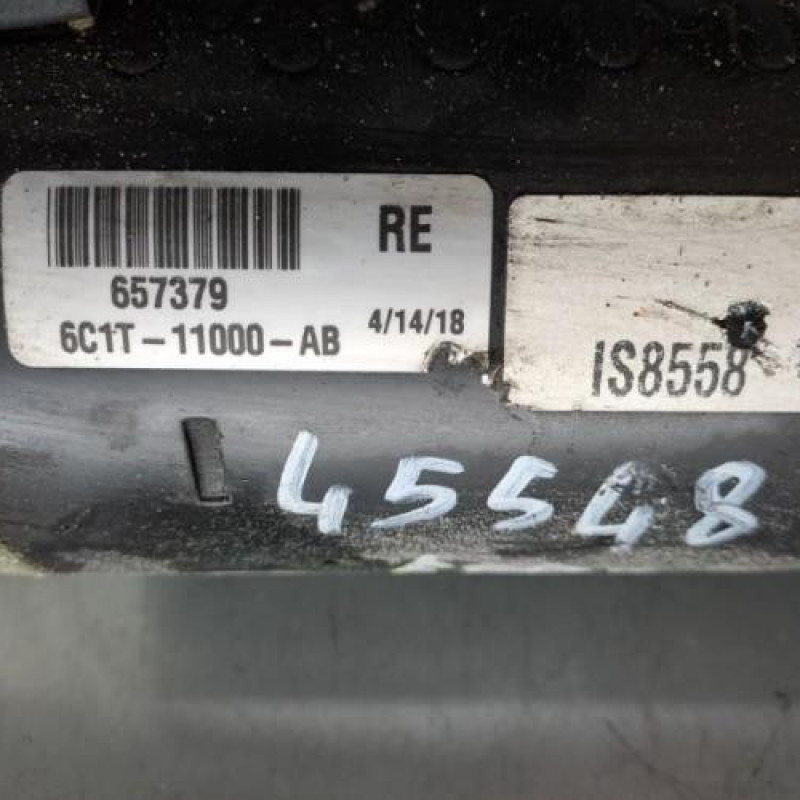 RE
657379
4/14/18
6C1T-11000-AB
IS8558
45548